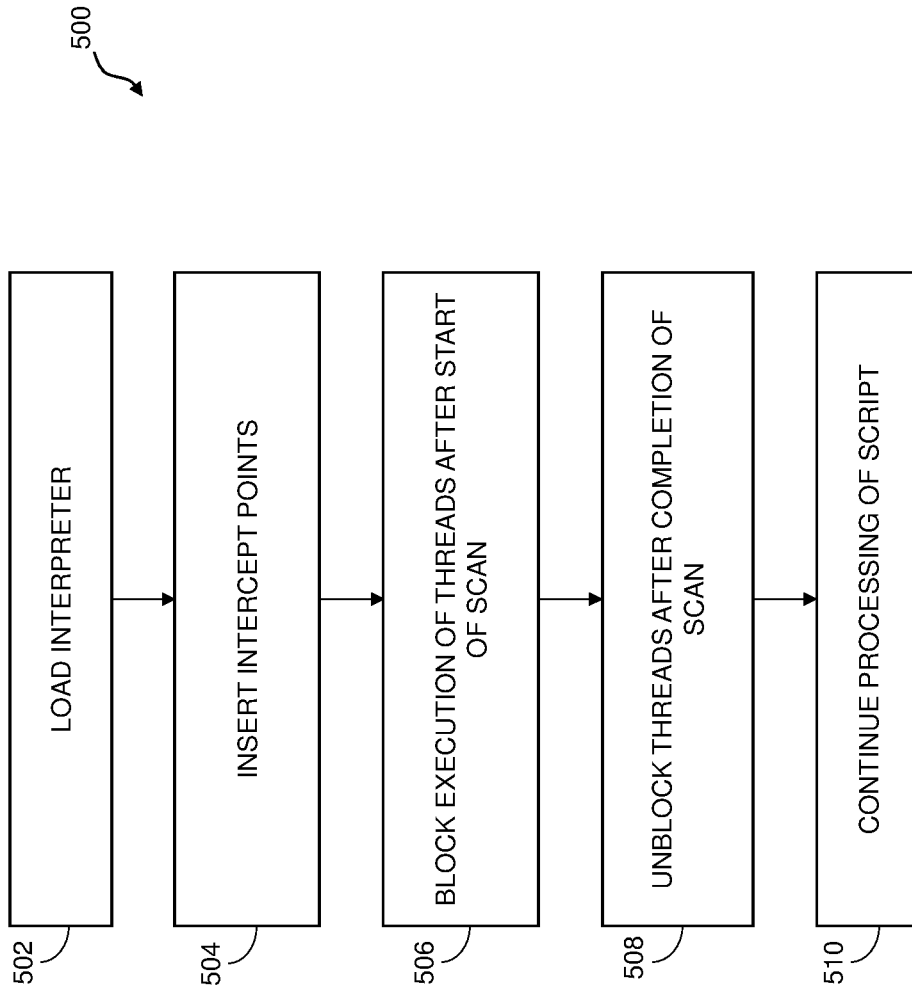 500
502
LOAD INTERPRETER
504
INSERT INTERCEPT POINTS
506
BLOCK EXECUTION OF THREADS AFTER START
OF SCAN
508
UNBLOCK THREADS AFTER COMPLETION OF
SCAN
510
CONTINUE PROCESSING OF SCRIPT